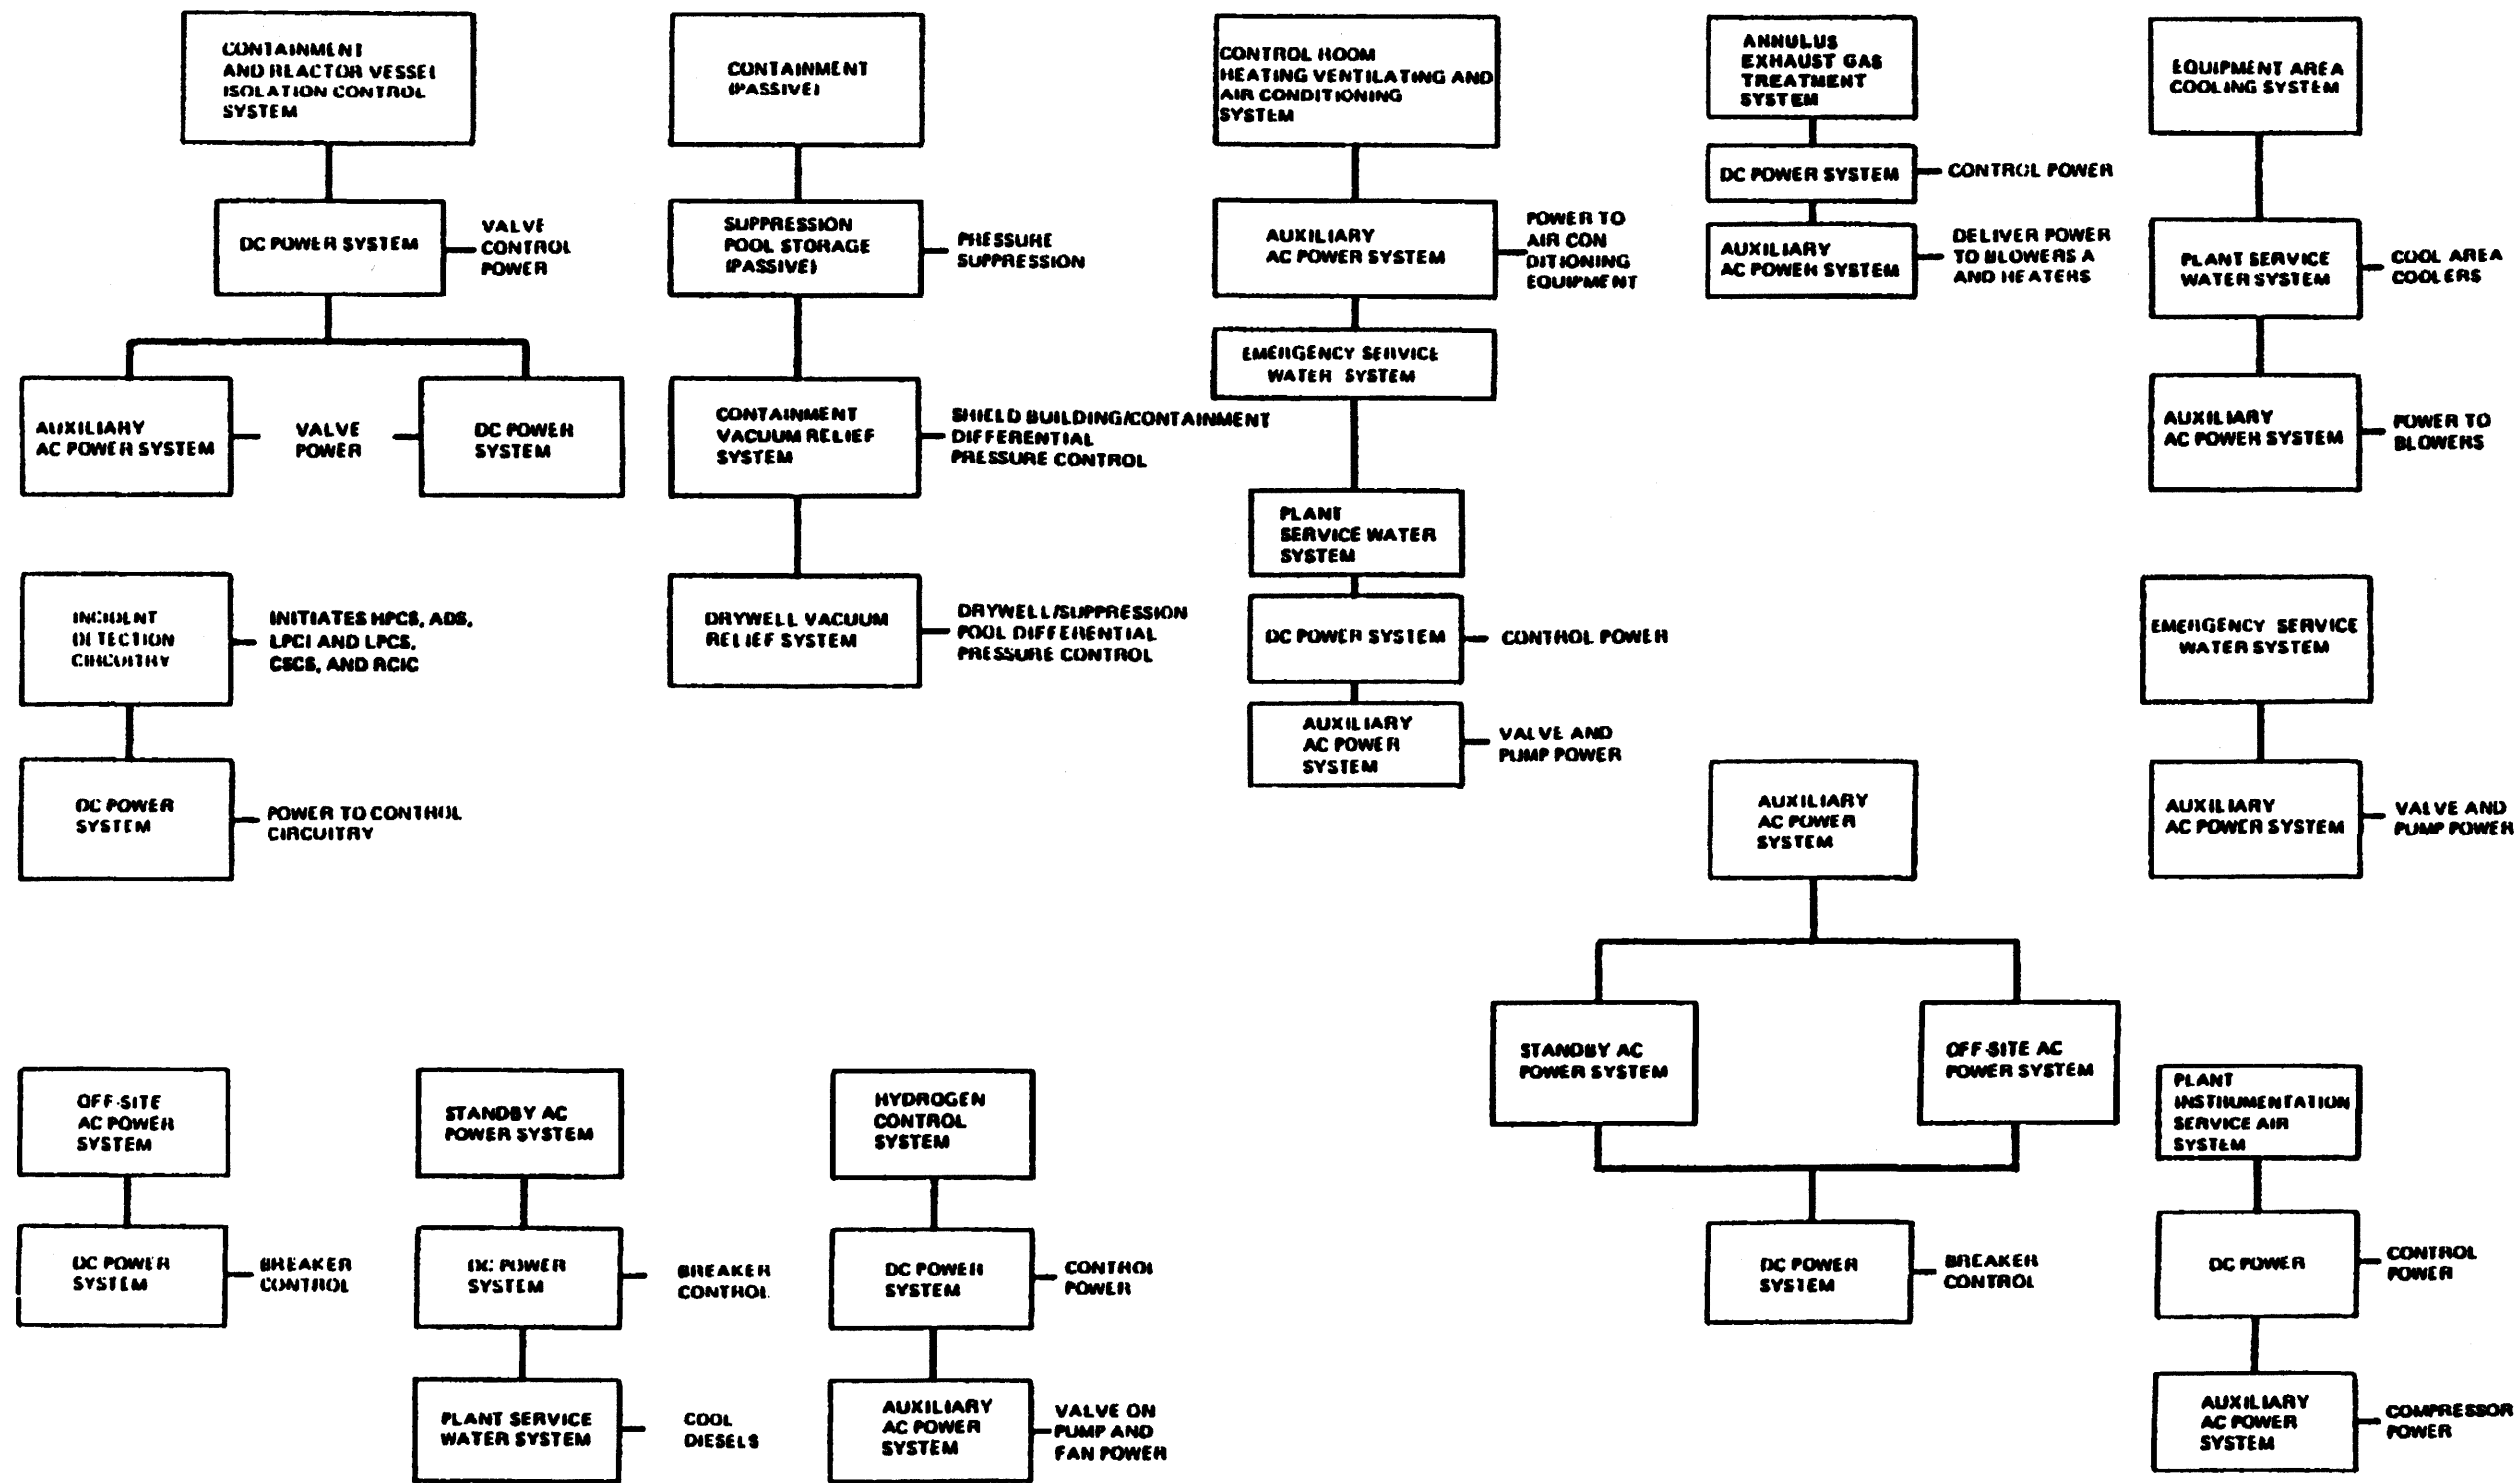 CONTAINMENT
AND REACTOR VESSEL
ISOLATION CONTROL
SYSTEM
DC POWER SYSTEM
VALVE
CONTROL
POWER
AUXILIARY
AC POWER SYSTEM
VALVE
POWER
DC POWER
SYSTEM
CONTAINMENT
(PASSIVE)
SUPPRESSION
POOL STORAGE
(PASSIVE)
PRESSURE
SUPPRESSION
CONTAINMENT
VACUUM RELIEF
SYSTEM
SHIELD BUILDING/CONTAINMENT
DIFFERENTIAL
PRESSURE CONTROL
DRYWELL VACUUM
RELIEF SYSTEM
DRYWELL/SUPPRESSION
POOL DIFFERENTIAL
PRESSURE CONTROL
CONTROL ROOM
HEATING VENTILATING AND
AIR CONDITIONING
SYSTEM
AUXILIARY
AC POWER SYSTEM
POWER TO
AIR CON
DITIONING
EQUIPMENT
EMERGENCY SERVICE
WATER SYSTEM
PLANT
SERVICE WATER
SYSTEM
DC POWER SYSTEM
CONTROL POWER
AUXILIARY
AC POWER
SYSTEM
VALVE AND
PUMP POWER
ANNULUS
EXHAUST GAS
TREATMENT
SYSTEM
DC POWER SYSTEM
CONTROL POWER
AUXILIARY
AC POWER SYSTEM
DELIVER POWER
TO BLOWERS A
AND HEATERS
EQUIPMENT AREA
COOLING SYSTEM
PLANT SERVICE
WATER SYSTEM
COOL AREA
COOLERS
AUXILIARY
AC POWER SYSTEM
POWER TO
BLOWERS
INCIDENT
DETECTION
CIRCUITRY
INITIATES HPCS, ADS,
LPCI AND LPCS,
CSCS, AND RCIC
DC POWER
SYSTEM
POWER TO CONTROL
CIRCUITRY
EMERGENCY SERVICE
WATER SYSTEM
AUXILIARY
AC POWER SYSTEM
VALVE AND
PUMP POWER
AUXILIARY
AC POWER
SYSTEM
STANDBY AC
POWER SYSTEM
OFF-SITE AC
POWER SYSTEM
DC POWER
SYSTEM
BREAKER
CONTROL
OFF-SITE
AC POWER
SYSTEM
DC POWER
SYSTEM
BREAKER
CONTROL
STANDBY AC
POWER SYSTEM
DC POWER
SYSTEM
BREAKER
CONTROL
PLANT SERVICE
WATER SYSTEM
COOL
DIESELS
HYDROGEN
CONTROL
SYSTEM
DC POWER
SYSTEM
CONTROL
POWER
AUXILIARY
AC POWER
SYSTEM
VALVE ON
PUMP AND
FAN POWER
PLANT
INSTRUMENTATION
SERVICE AIR
SYSTEM
DC POWER
CONTROL
POWER
AUXILIARY
AC POWER
SYSTEM
COMPRESSOR
POWER